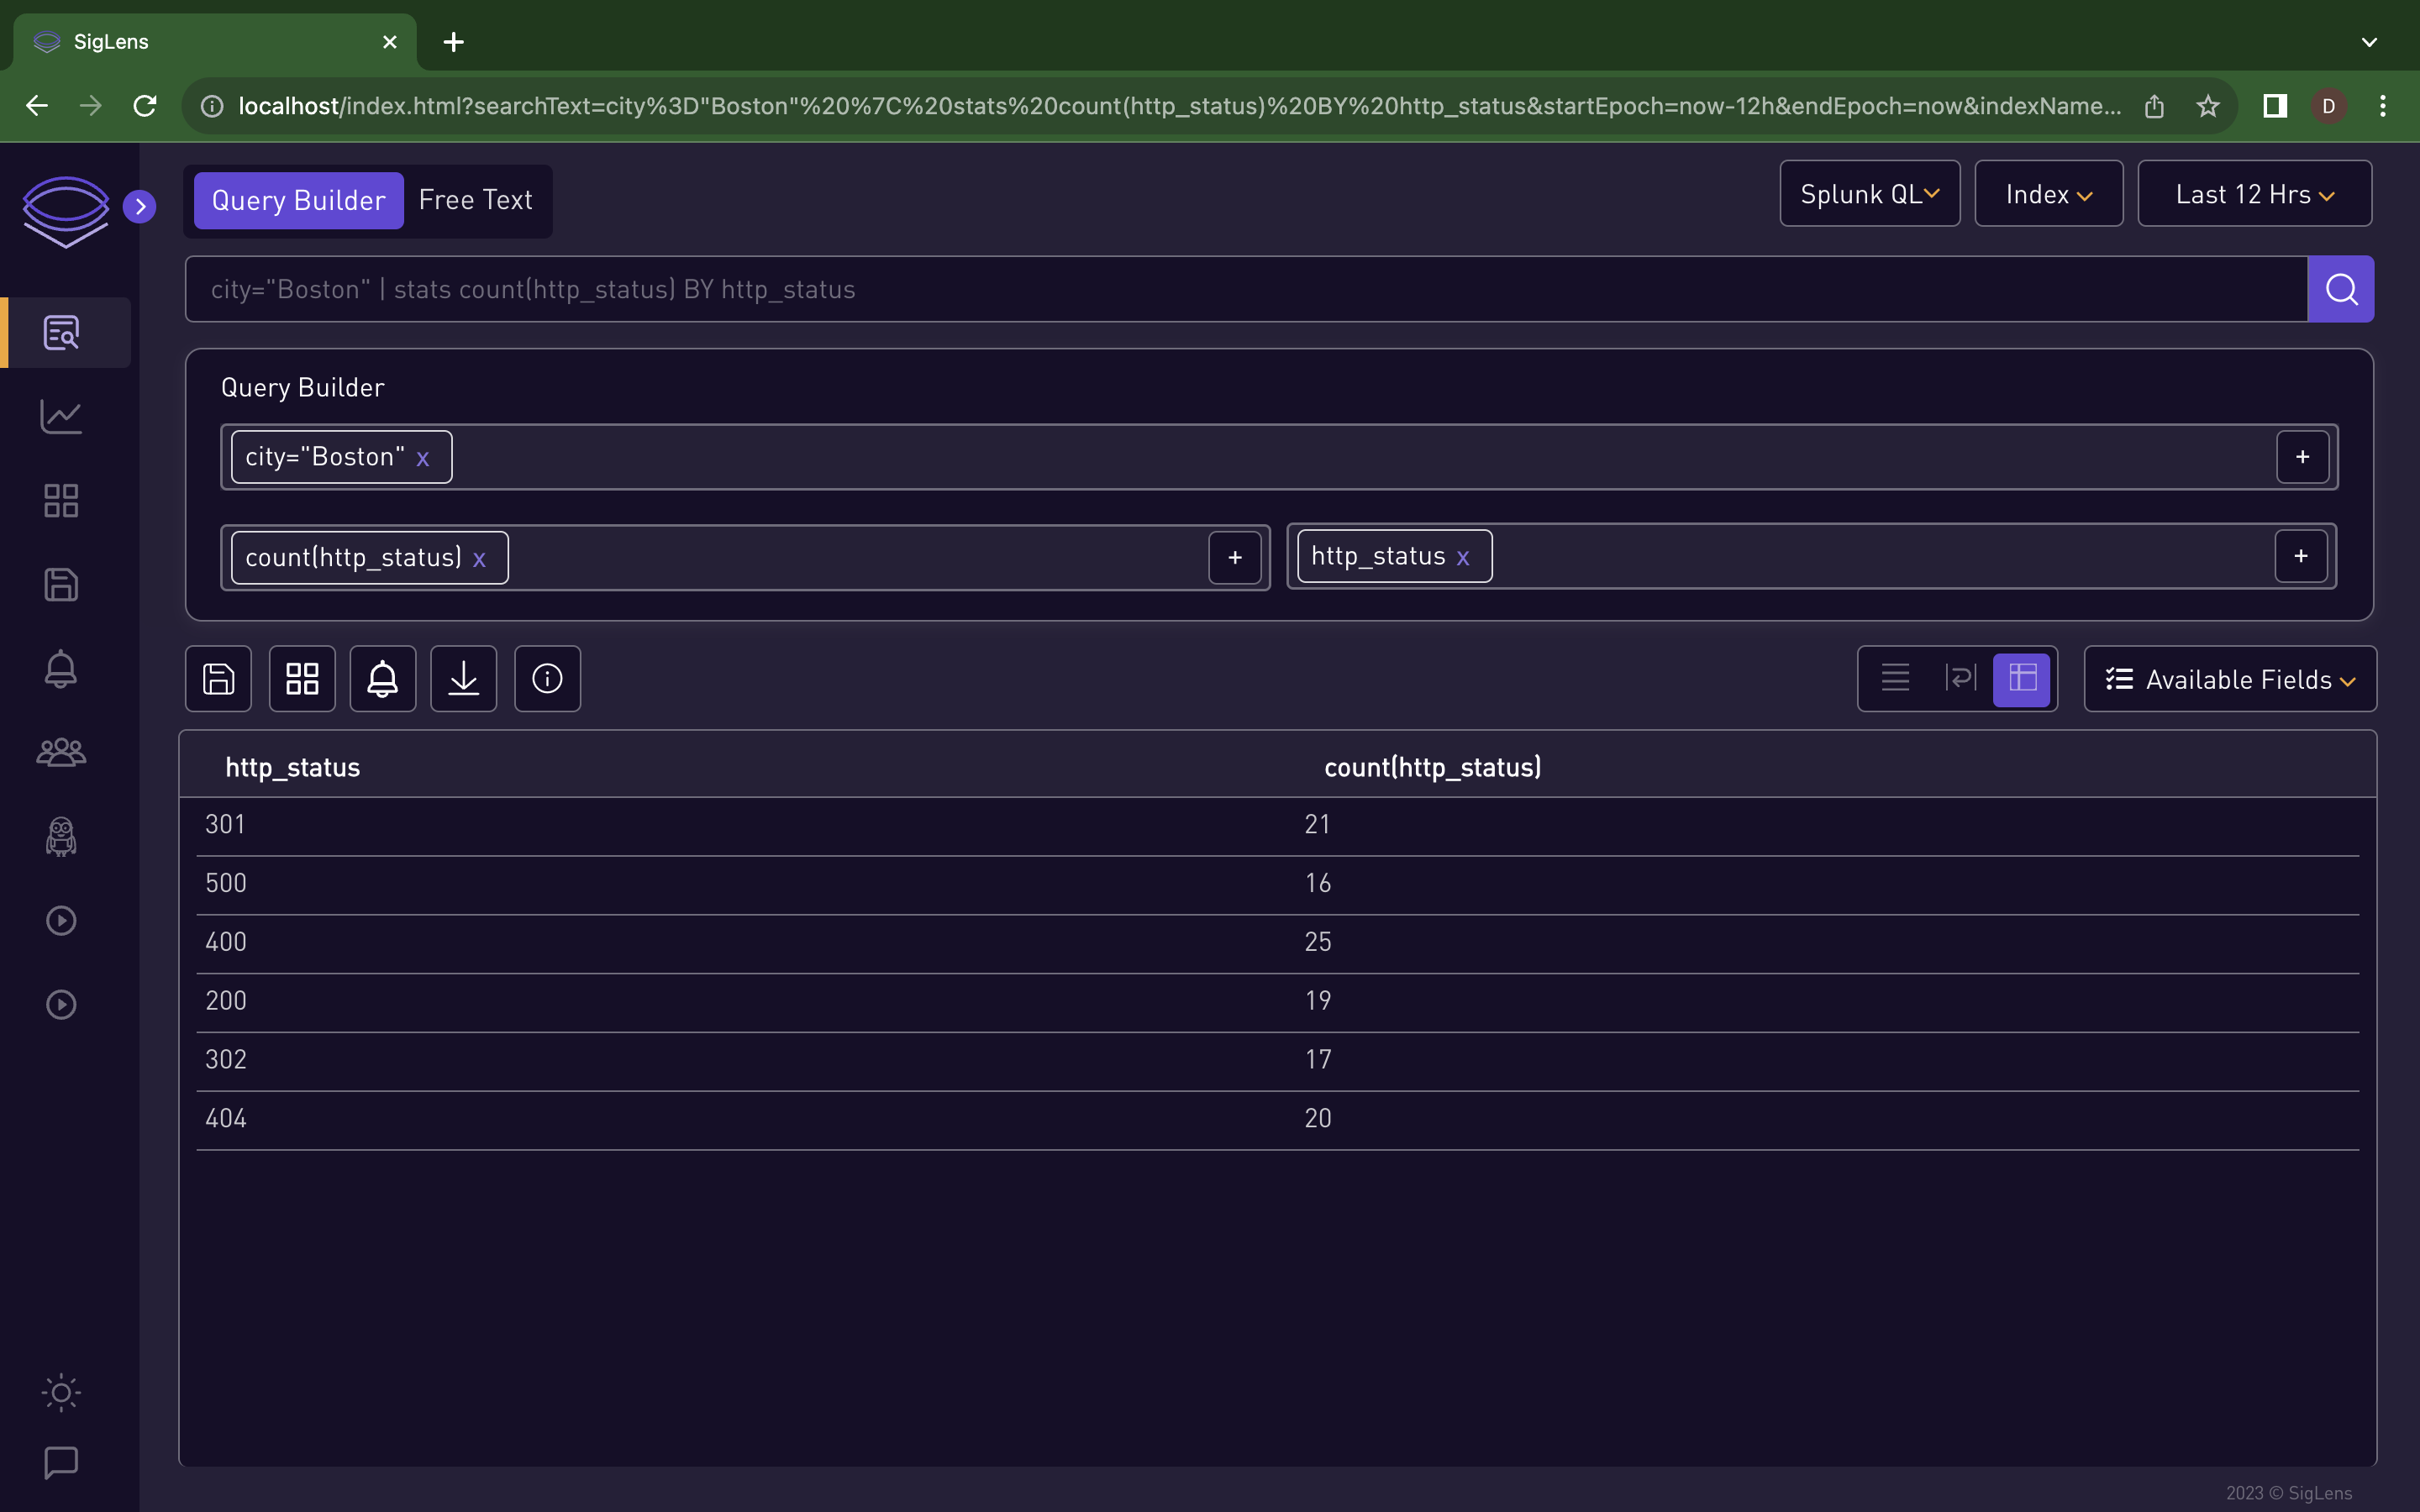 SigLens
localhost/index.html?searchText=city%3D"Boston"%20%7C%20stats%20count(http_status)%20BY%20http_status&startEpoch=now-12h&endEpoch=now&indexName...
D
Query Builder Free Text
Splunk QL Index Last 12 Hrs
city="Boston" | stats count(http_status) BY http_status
Query Builder
city="Boston" x +
count(http_status) x + http_status x +
Available Fields
http_status count(http_status)
301 21
500 16
400 25
200 19
302 17
404 20
2023 © SigLens